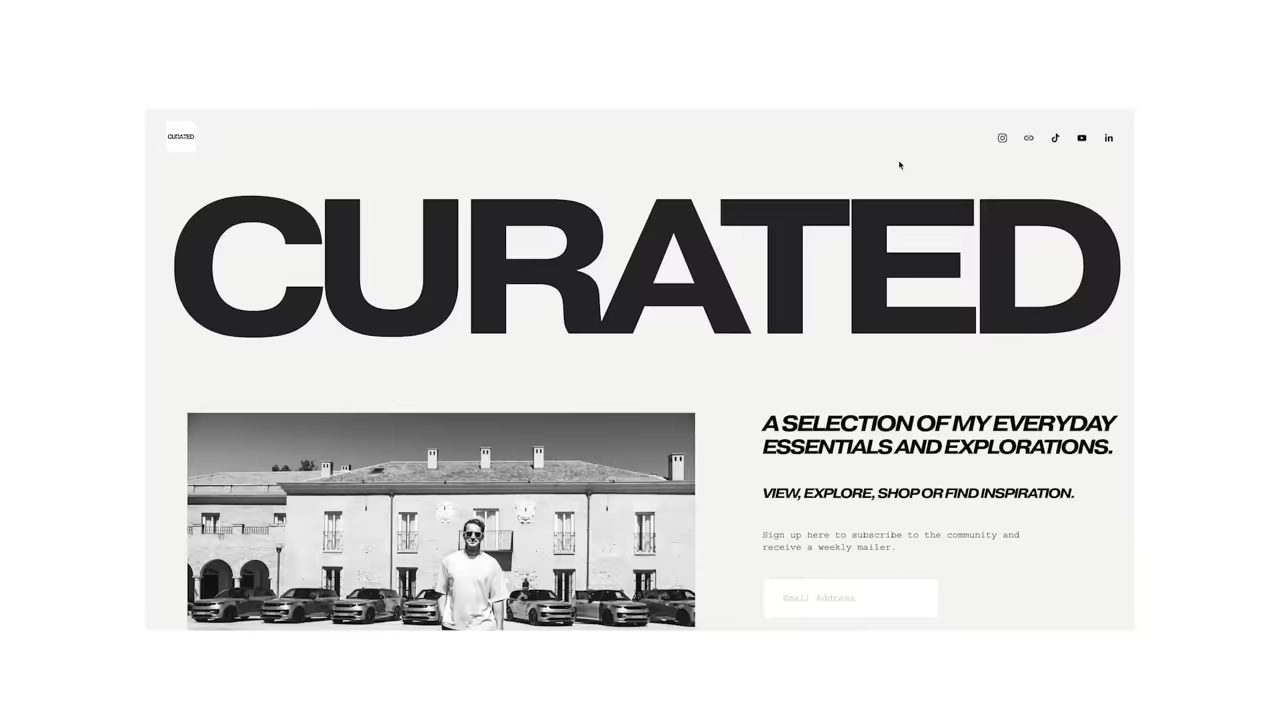 CURATED
CURATED
A SELECTION OF MY EVERYDAY
ESSENTIALS AND EXPLORATIONS.
VIEW, EXPLORE, SHOP OR FIND INSPIRATION.
Sign up here to subscribe to the community and
receive a weekly mailer.
Email Address